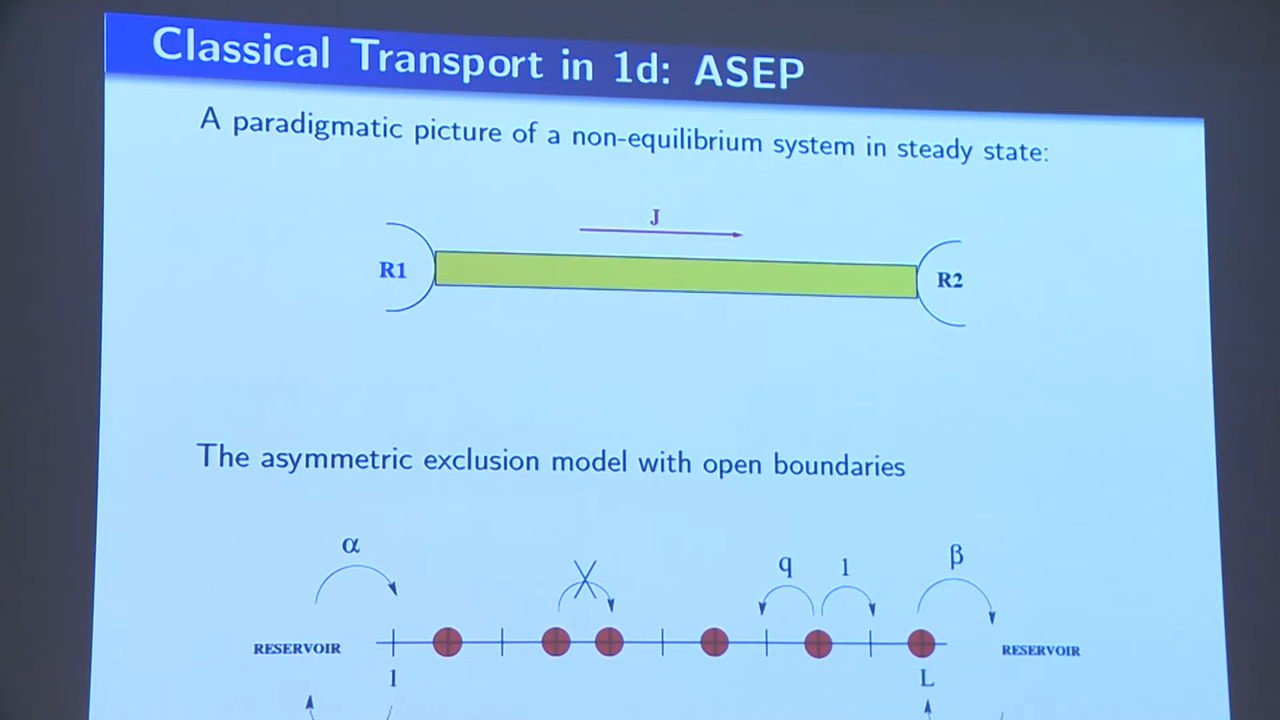 Classical Transport in 1d: ASEP
A paradigmatic picture of a non-equilibrium system in steady state:
J
R1
R2
The asymmetric exclusion model with open boundaries
α
q
1
β
RESERVOIR
RESERVOIR
1
L